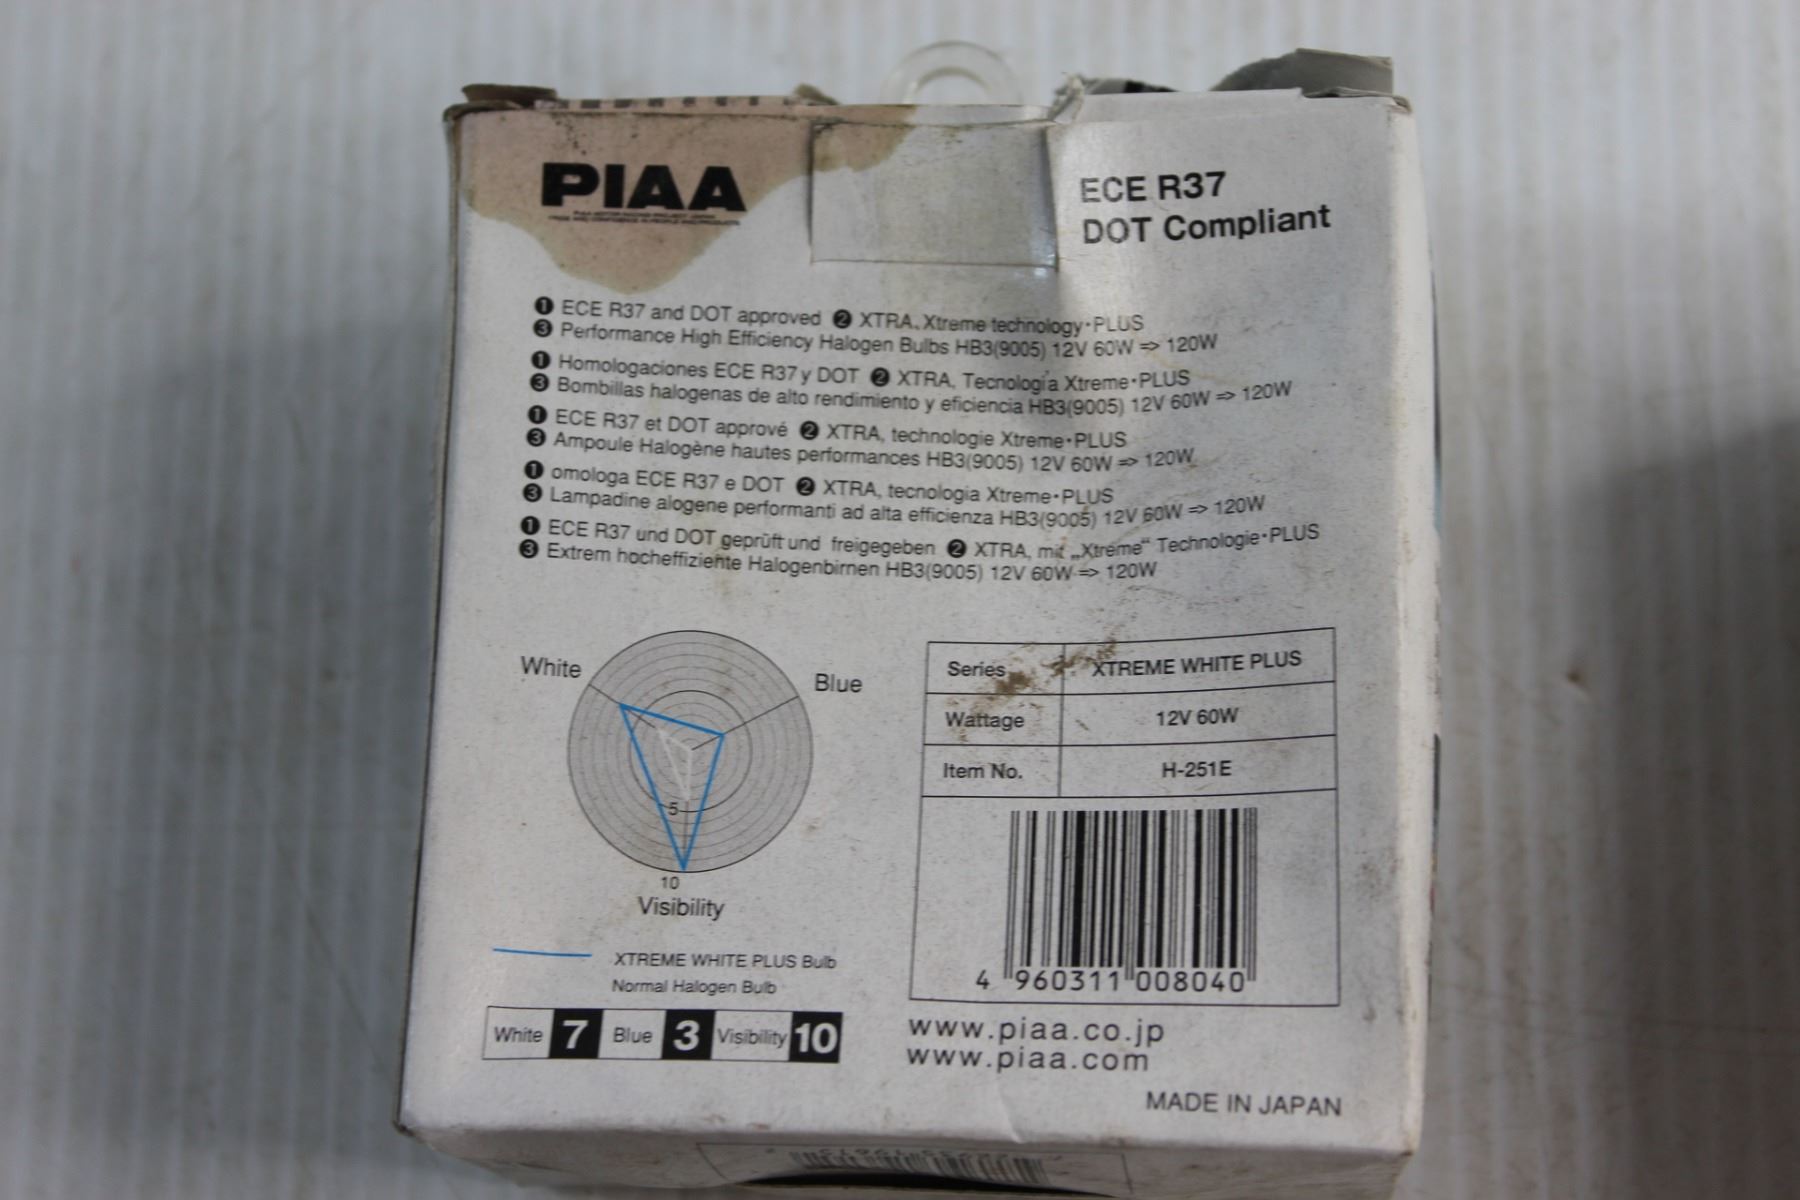 PIAA
ECE R37
DOT Compliant
❶ ECE R37 and DOT approved ❷ XTRA, Xtreme technology・PLUS
❸ Performance High Efficiency Halogen Bulbs HB3(9005) 12V 60W => 120W
❶ Homologaciones ECE R37 y DOT ❷ XTRA, Tecnologia Xtreme・PLUS
❸ Bombillas halogenas de alto rendimiento y eficiencia HB3(9005) 12V 60W => 120W
❶ ECE R37 et DOT apprové ❷ XTRA, technologie Xtreme・PLUS
❸ Ampoule Halogène hautes performances HB3(9005) 12V 60W => 120W
❶ omologa ECE R37 e DOT ❷ XTRA, tecnologia Xtreme・PLUS
❸ Lampadine alogene performanti ad alta efficienza HB3(9005) 12V 60W => 120W
❶ ECE R37 und DOT geprüft und freigegeben ❷ XTRA, mit „Xtreme“ Technologie・PLUS
❸ Extrem hocheffiziente Halogenbirnen HB3(9005) 12V 60W => 120W
White
Blue
5
10
Visibility
XTREME WHITE PLUS Bulb
Normal Halogen Bulb
White 7 Blue 3 Visibility 10
Series XTREME WHITE PLUS
Wattage 12V 60W
Item No. H-251E
4 960311 008040
www.piaa.co.jp
www.piaa.com
MADE IN JAPAN